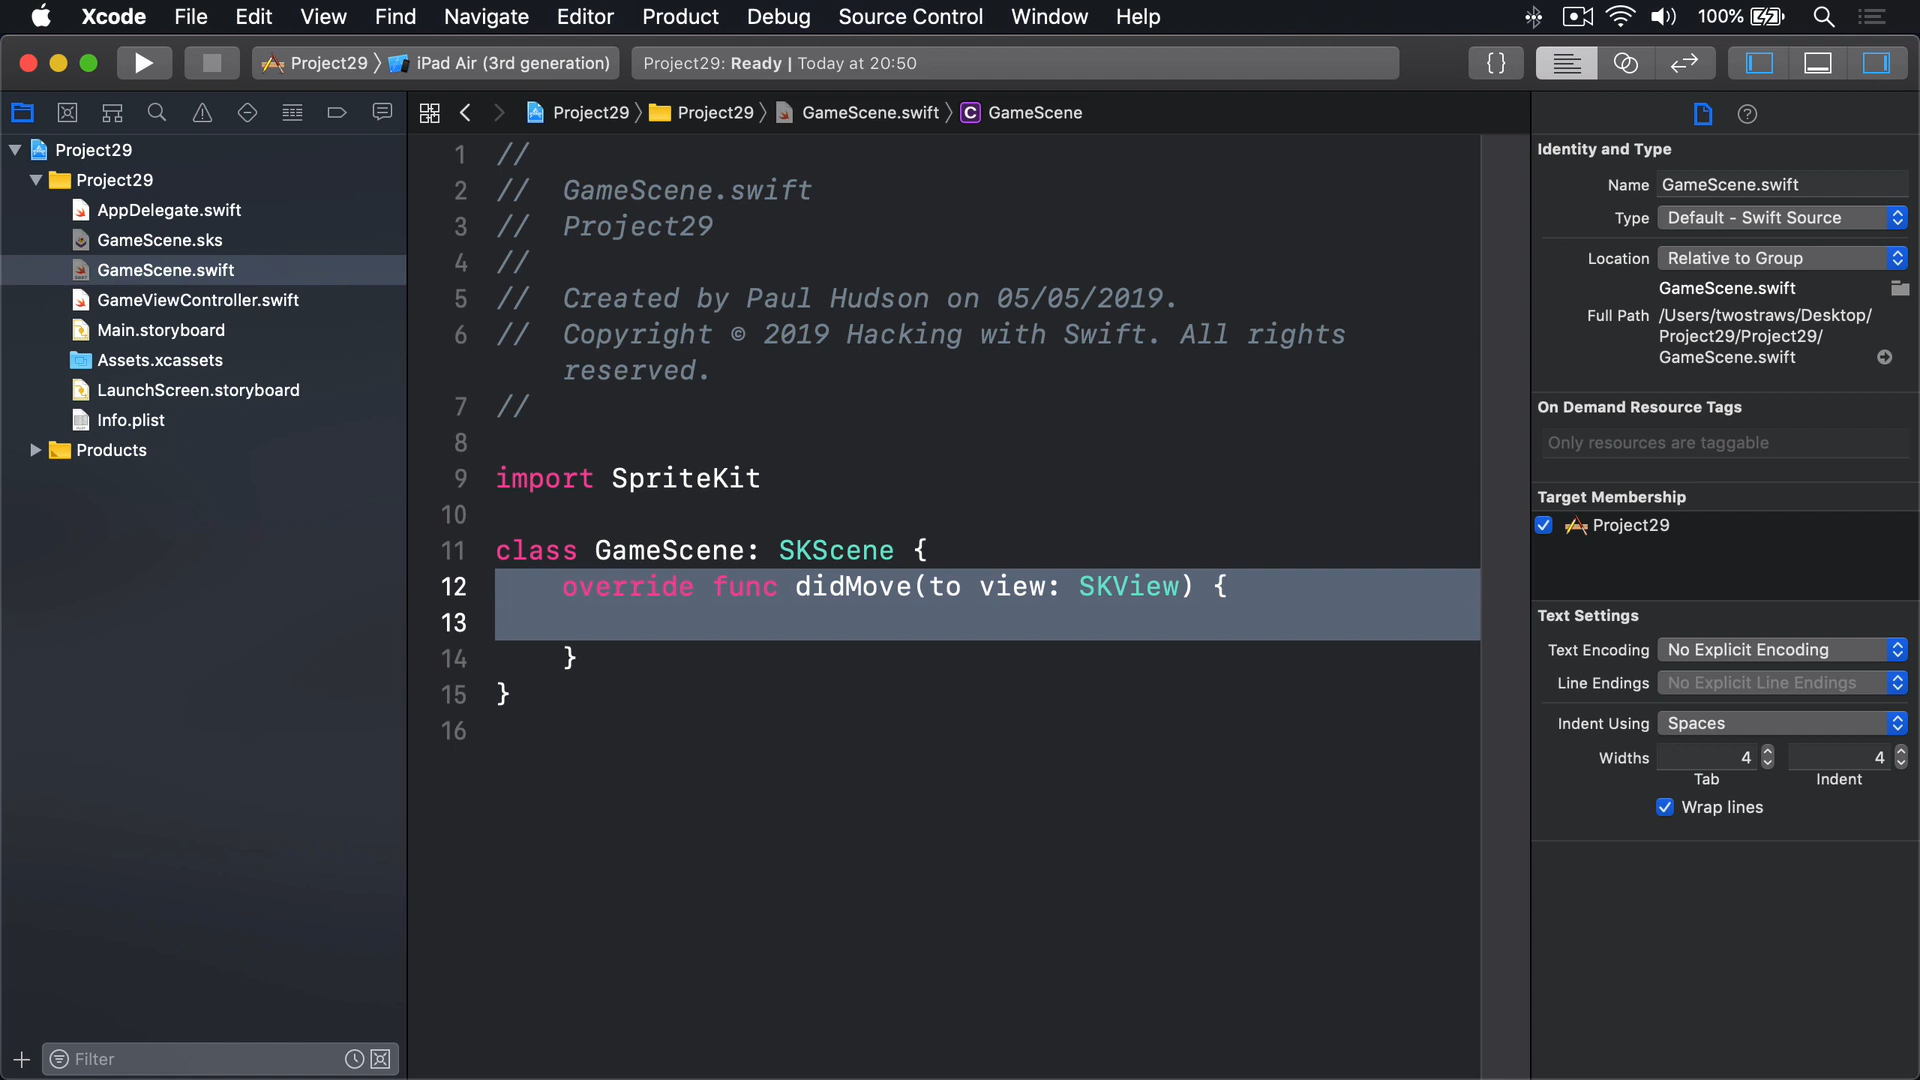 Xcode File Edit View Find Navigate Editor Product Debug Source Control Window Help 100%
Project29 iPad Air (3rd generation)
Project29: Ready | Today at 20:50
{}
Project29
Project29
AppDelegate.swift
GameScene.sks
GameScene.swift
GameViewController.swift
Main.storyboard
Assets.xcassets
LaunchScreen.storyboard
Info.plist
Products
Filter
Project29 Project29 GameScene.swift C GameScene
1 //
2 //  GameScene.swift
3 //  Project29
4 //
5 //  Created by Paul Hudson on 05/05/2019.
6 //  Copyright © 2019 Hacking with Swift. All rights
reserved.
7 //
8
9 import SpriteKit
10
11 class GameScene: SKScene {
12     override func didMove(to view: SKView) {
13
14     }
15 }
16
Identity and Type
Name GameScene.swift
Type Default - Swift Source
Location Relative to Group
GameScene.swift
Full Path /Users/twostraws/Desktop/
Project29/Project29/
GameScene.swift
On Demand Resource Tags
Only resources are taggable
Target Membership
Project29
Text Settings
Text Encoding No Explicit Encoding
Line Endings No Explicit Line Endings
Indent Using Spaces
Widths 4 4
Tab Indent
Wrap lines